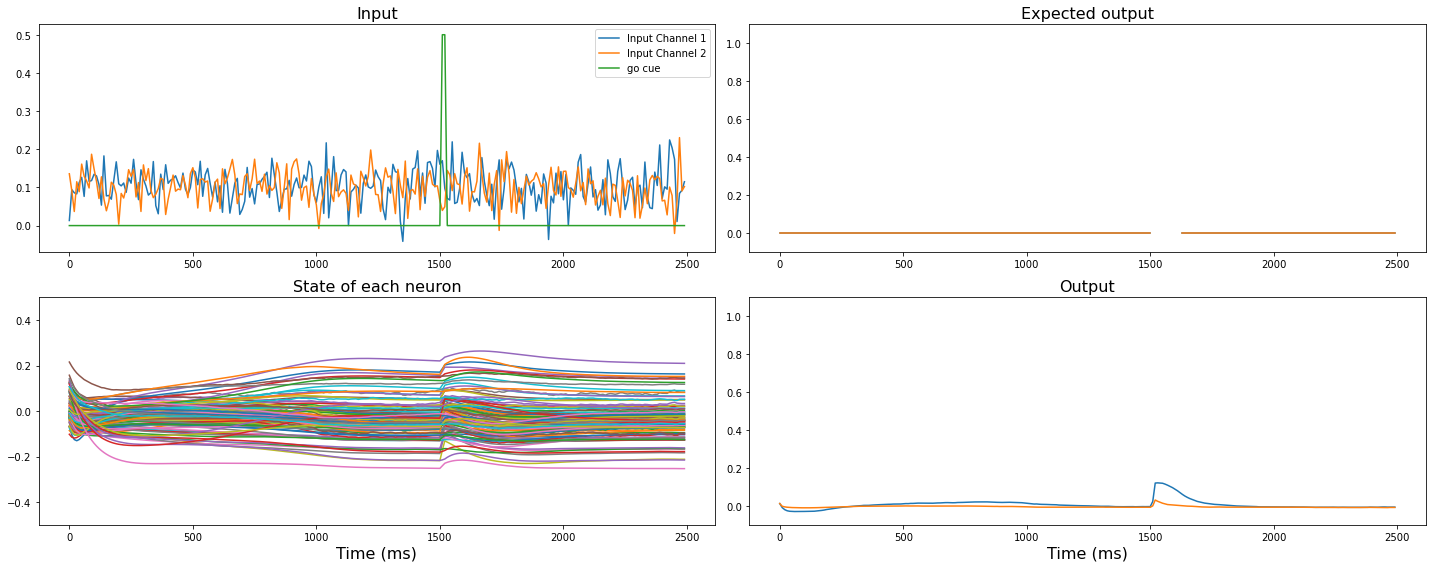 Input
0.5
0.4
0.3
0.2
0.1
0.0
Input Channel 1
Input Channel 2
go cue
0 500 1000 1500 2000 2500
Expected output
1.0
0.8
0.6
0.4
0.2
0.0
0 500 1000 1500 2000 2500
State of each neuron
0.4
0.2
0.0
−0.2
−0.4
0 500 1000 1500 2000 2500
Time (ms)
Output
1.0
0.8
0.6
0.4
0.2
0.0
0 500 1000 1500 2000 2500
Time (ms)